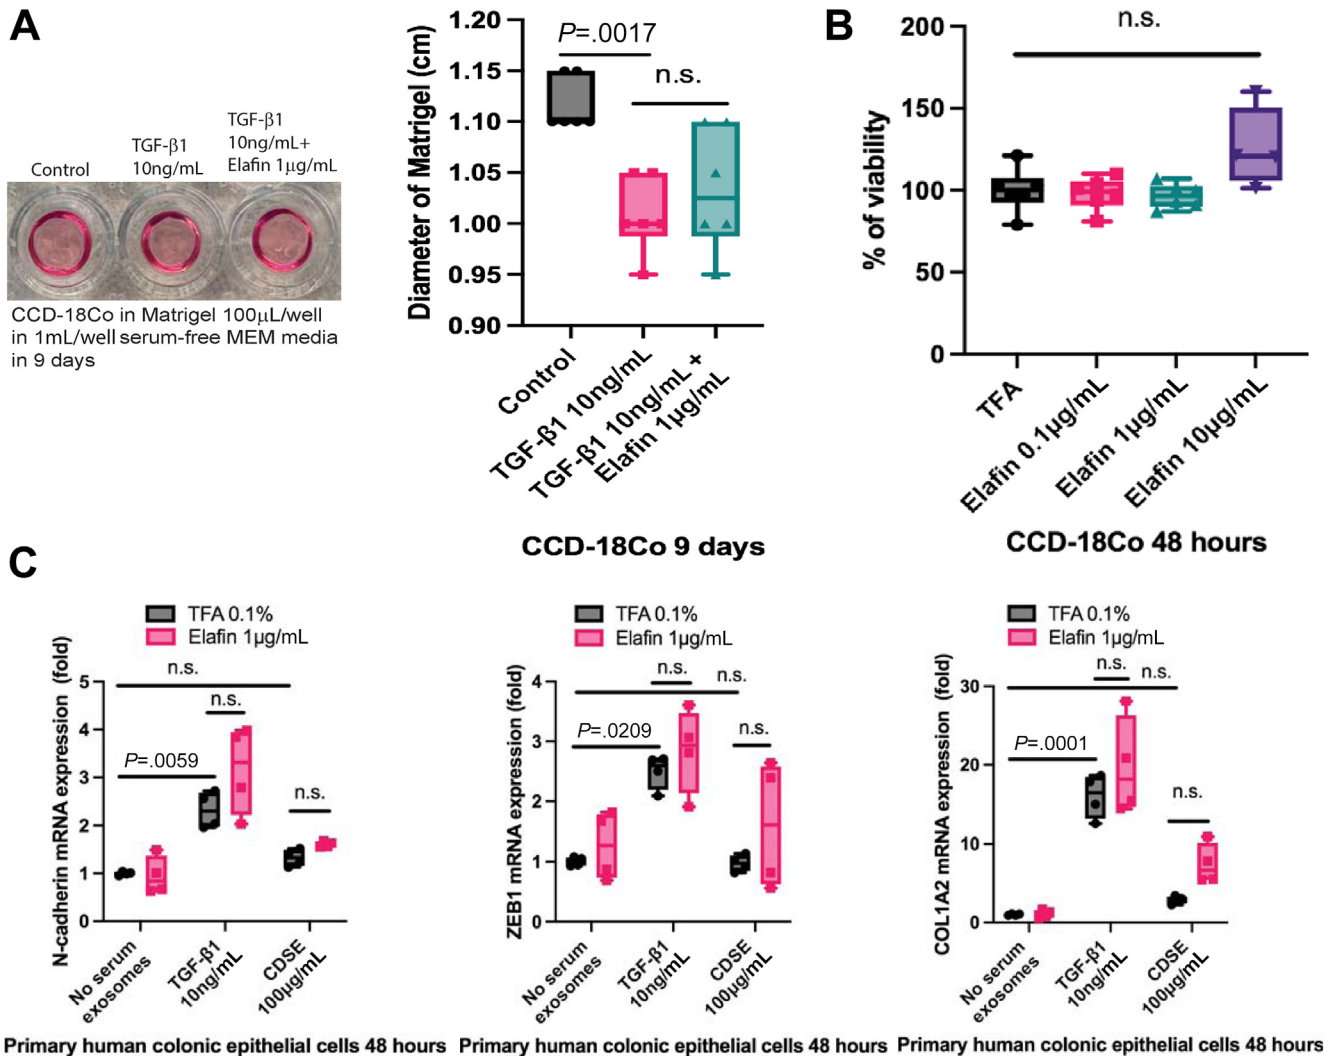 A
Control
TGF-β1
10ng/mL
TGF-β1
10ng/mL+
Elafin 1μg/mL
CCD-18Co in Matrigel 100μL/well
in 1mL/well serum-free MEM media
in 9 days
Diameter of Matrigel (cm)
1.20
1.15
1.10
1.05
1.00
0.95
0.90
P=.0017
n.s.
Control
TGF-β1 10ng/mL
TGF-β1 10ng/mL +
Elafin 1μg/mL
CCD-18Co 9 days
B
% of viability
200
150
100
50
0
n.s.
TFA
Elafin 0.1μg/mL
Elafin 1μg/mL
Elafin 10μg/mL
CCD-18Co 48 hours
C
TFA 0.1%
Elafin 1μg/mL
N-cadherin mRNA expression (fold)
5
4
3
2
1
0
n.s.
n.s.
P=.0059
n.s.
No serum
exosomes
TGF-β1
10ng/mL
CDSE
100μg/mL
Primary human colonic epithelial cells 48 hours
TFA 0.1%
Elafin 1μg/mL
ZEB1 mRNA expression (fold)
4
3
2
1
0
n.s.
n.s.
P=.0209
n.s.
No serum
exosomes
TGF-β1
10ng/mL
CDSE
100μg/mL
Primary human colonic epithelial cells 48 hours
TFA 0.1%
Elafin 1μg/mL
COL1A2 mRNA expression (fold)
30
20
10
0
n.s.
n.s.
P=.0001
n.s.
No serum
exosomes
TGF-β1
10ng/mL
CDSE
100μg/mL
Primary human colonic epithelial cells 48 hours